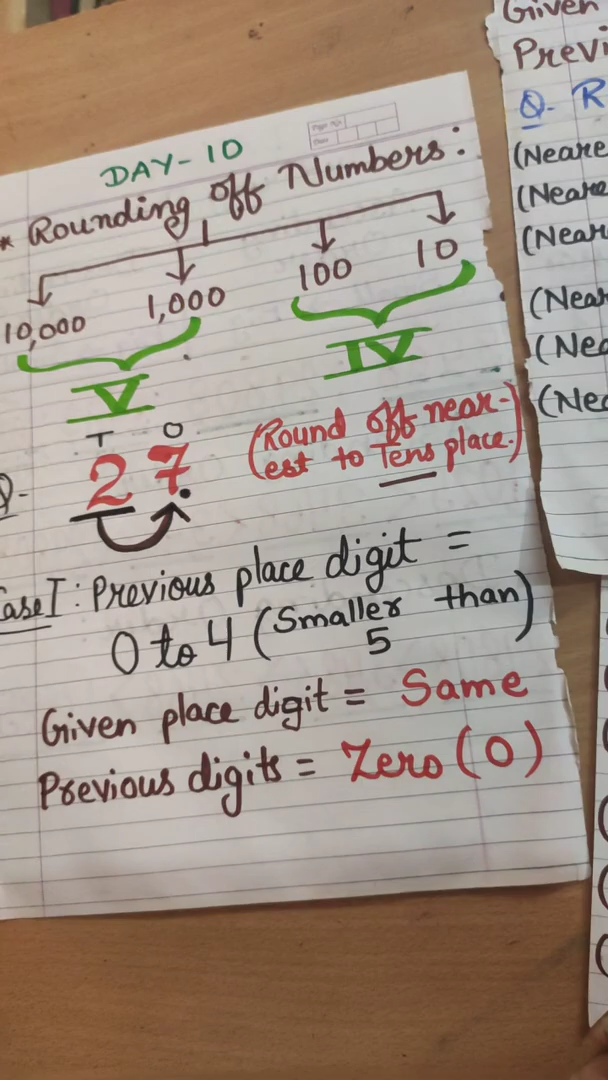 DAY-10
* Rounding off Numbers:
10,000 1,000 100 10
V IV
T O
Q- 27. (Round off near-
est to Tens place.)
Case I: Previous place digit =
0 to 4 (Smaller than
5)
Given place digit = Same
Previous digits = Zero (0)
Given
Previ
Q- R
(Neare
(Neare
(Near
(Near
(Nea
(Nea